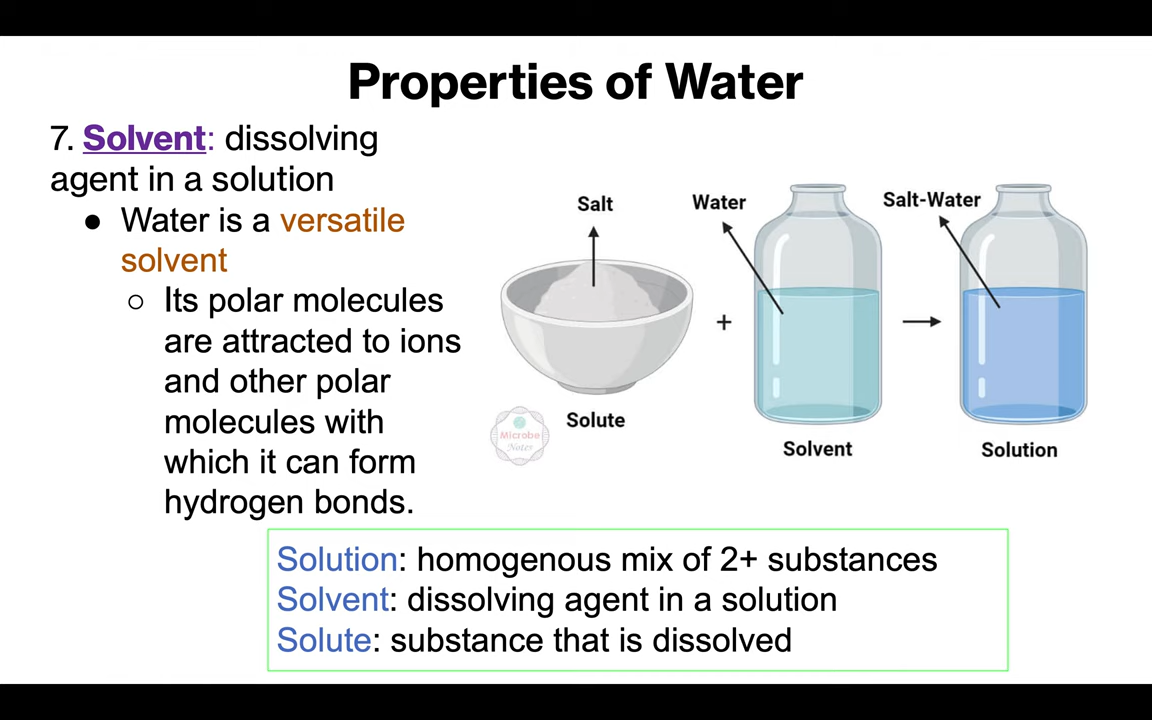 Properties of Water
7. Solvent: dissolving
agent in a solution
● Water is a versatile
solvent
○ Its polar molecules
are attracted to ions
and other polar
molecules with
which it can form
hydrogen bonds.
Salt
Water
Salt-Water
+
Solute
Solvent
Solution
Microbe
Notes
Solution: homogenous mix of 2+ substances
Solvent: dissolving agent in a solution
Solute: substance that is dissolved